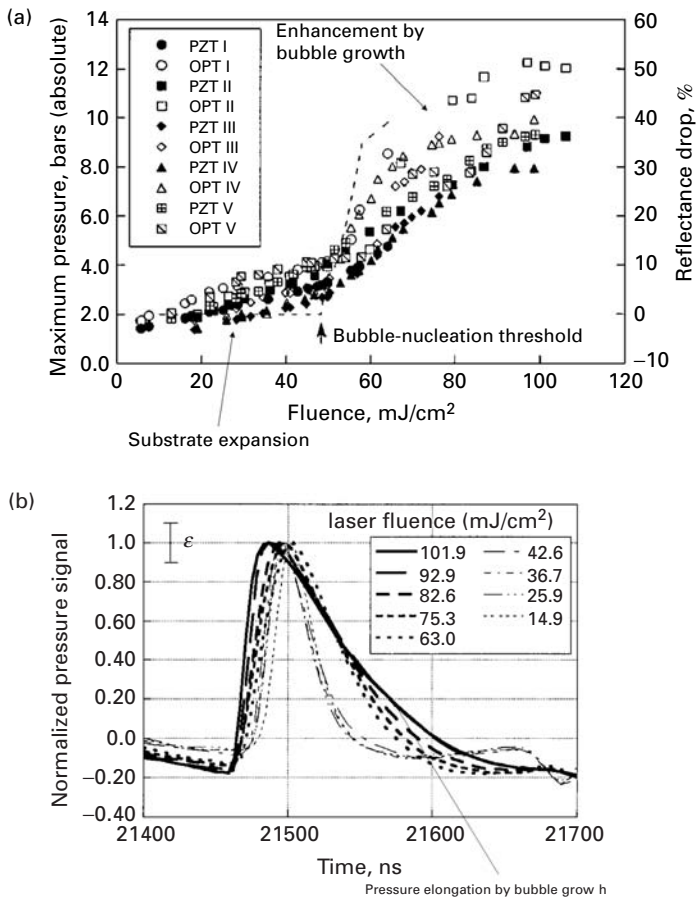 (a)
14
12
10
8.0
6.0
4.0
2.0
0.0
Maximum pressure, bars (absolute)
PZT I
OPT I
PZT II
OPT II
PZT III
OPT III
PZT IV
OPT IV
PZT V
OPT V
Enhancement by
bubble growth
60
50
40
30
20
10
0
−10
Reflectance drop, %
Bubble-nucleation threshold
0
20
40
60
80
100
120
Fluence, mJ/cm²
Substrate expansion
(b)
1.2
1.0
0.80
0.60
0.40
0.20
0.0
−0.20
−0.40
Normalized pressure signal
ε
laser fluence (mJ/cm²)
101.9
92.9
82.6
75.3
63.0
42.6
36.7
25.9
14.9
21400
21500
21600
21700
Time, ns
Pressure elongation by bubble grow h